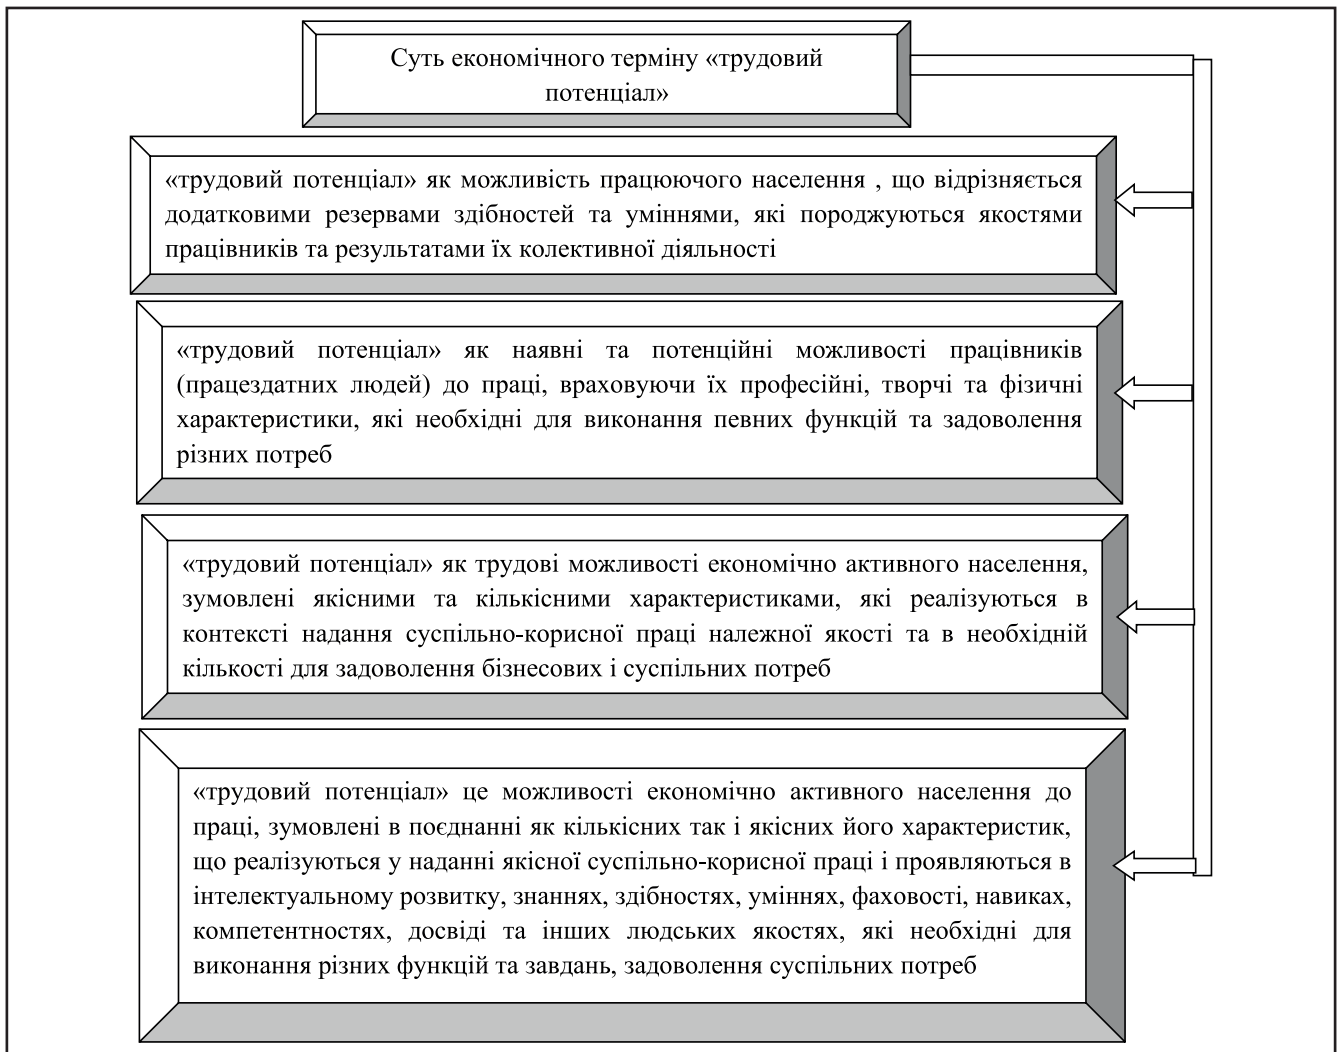 Суть економічного терміну «трудовий
потенціал»
«трудовий потенціал» як можливість працюючого населення , що відрізняється
додатковими резервами здібностей та уміннями, які породжуються якостями
працівників та результатами їх колективної діяльності
«трудовий потенціал» як наявні та потенційні можливості працівників
(працездатних людей) до праці, враховуючи їх професійні, творчі та фізичні
характеристики, які необхідні для виконання певних функцій та задоволення
різних потреб
«трудовий потенціал» як трудові можливості економічно активного населення,
зумовлені якісними та кількісними характеристиками, які реалізуються в
контексті надання суспільно-корисної праці належної якості та в необхідній
кількості для задоволення бізнесових і суспільних потреб
«трудовий потенціал» це можливості економічно активного населення до
праці, зумовлені в поєднанні як кількісних так і якісних його характеристик,
що реалізуються у наданні якісної суспільно-корисної праці і проявляються в
інтелектуальному розвитку, знаннях, здібностях, уміннях, фаховості, навиках,
компетентностях, досвіді та інших людських якостях, які необхідні для
виконання різних функцій та завдань, задоволення суспільних потреб